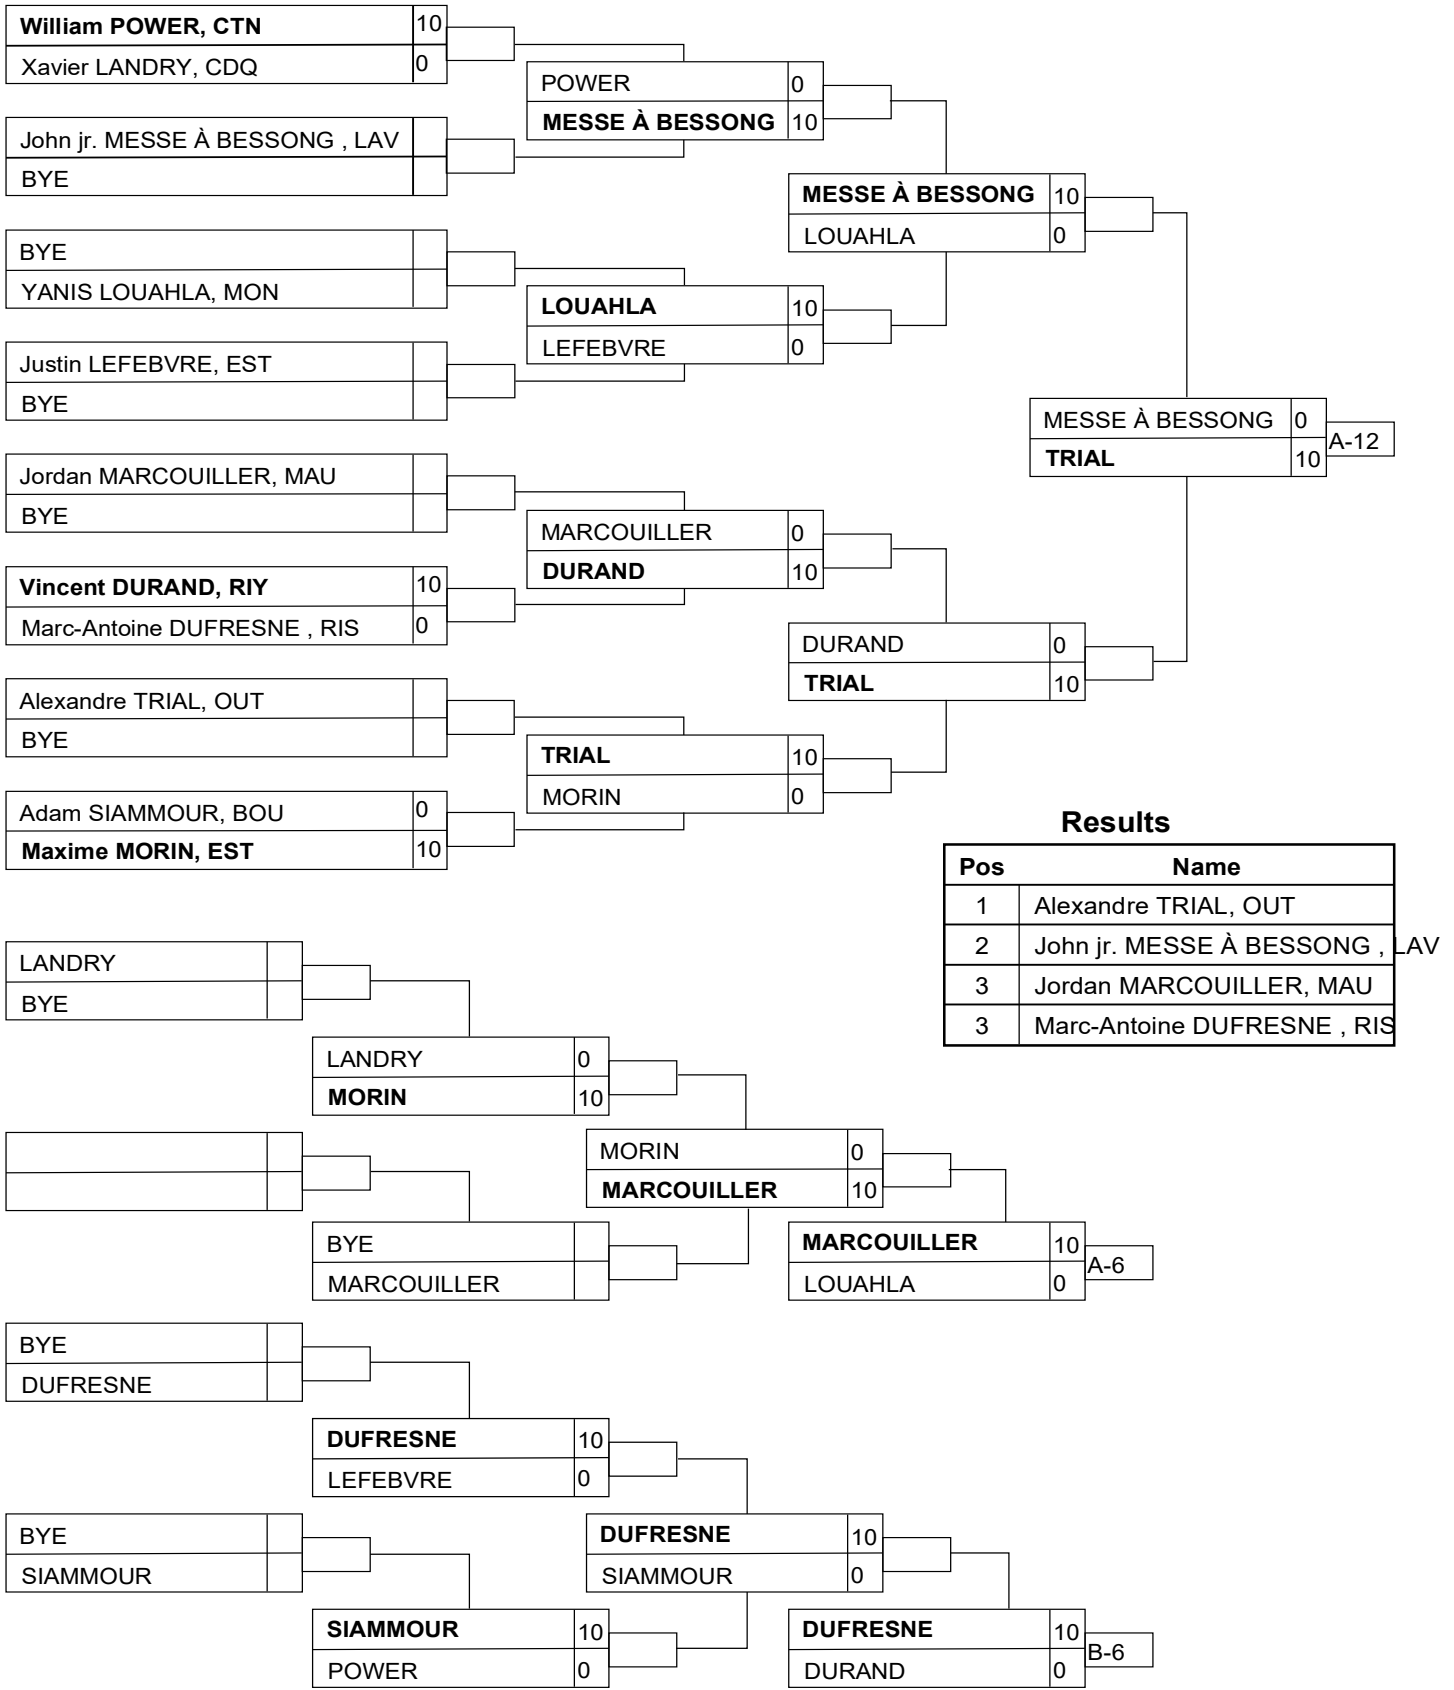 William POWER, CTN 10
Xavier LANDRY, CDQ 0
John jr. MESSE À BESSONG , LAV
BYE
BYE
YANIS LOUAHLA, MON
Justin LEFEBVRE, EST
BYE
Jordan MARCOUILLER, MAU
BYE
Vincent DURAND, RIY 10
Marc-Antoine DUFRESNE , RIS 0
Alexandre TRIAL, OUT
BYE
Adam SIAMMOUR, BOU 0
Maxime MORIN, EST 10
POWER 0
MESSE À BESSONG 10
LOUAHLA 10
LEFEBVRE 0
MARCOUILLER 0
DURAND 10
TRIAL 10
MORIN 0
MESSE À BESSONG 10
LOUAHLA 0
DURAND 0
TRIAL 10
MESSE À BESSONG 0
TRIAL 10
A-12
Results
Pos Name
1 Alexandre TRIAL, OUT
2 John jr. MESSE À BESSONG , LAV
3 Jordan MARCOUILLER, MAU
3 Marc-Antoine DUFRESNE , RIS
LANDRY
BYE
LANDRY 0
MORIN 10
BYE
MARCOUILLER
MORIN 0
MARCOUILLER 10
MARCOUILLER 10
LOUAHLA 0
A-6
BYE
DUFRESNE
BYE
SIAMMOUR
DUFRESNE 10
LEFEBVRE 0
SIAMMOUR 10
POWER 0
DUFRESNE 10
SIAMMOUR 0
DUFRESNE 10
DURAND 0
B-6